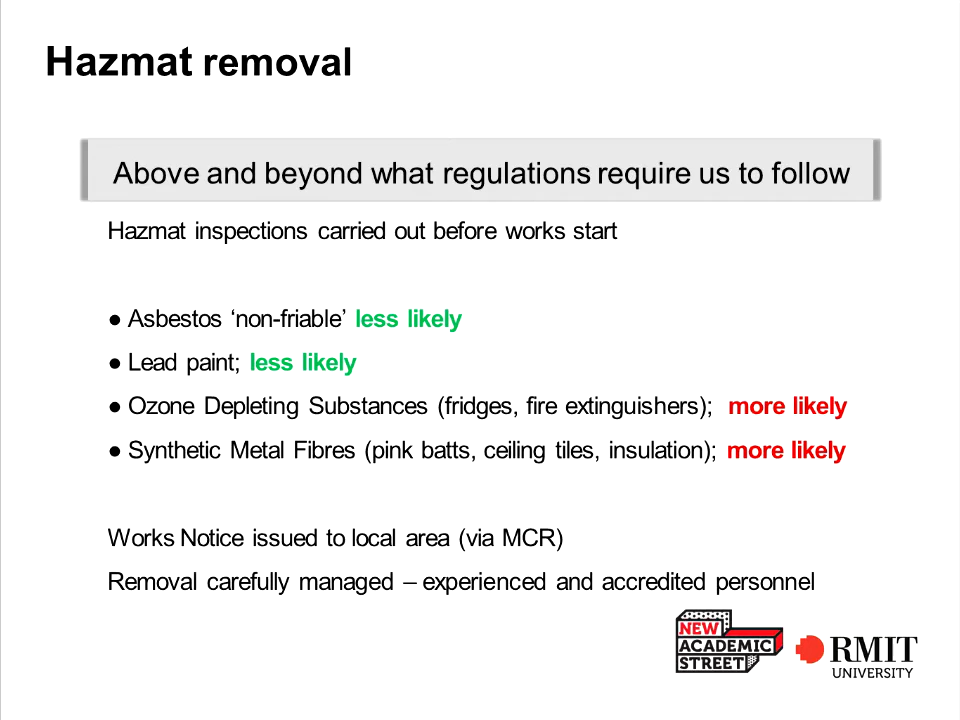 Hazmat removal
Above and beyond what regulations require us to follow
Hazmat inspections carried out before works start
● Asbestos ‘non-friable’ less likely
● Lead paint; less likely
● Ozone Depleting Substances (fridges, fire extinguishers); more likely
● Synthetic Metal Fibres (pink batts, ceiling tiles, insulation); more likely
Works Notice issued to local area (via MCR)
Removal carefully managed – experienced and accredited personnel
NEW
ACADEMIC
STREET
RMIT
UNIVERSITY